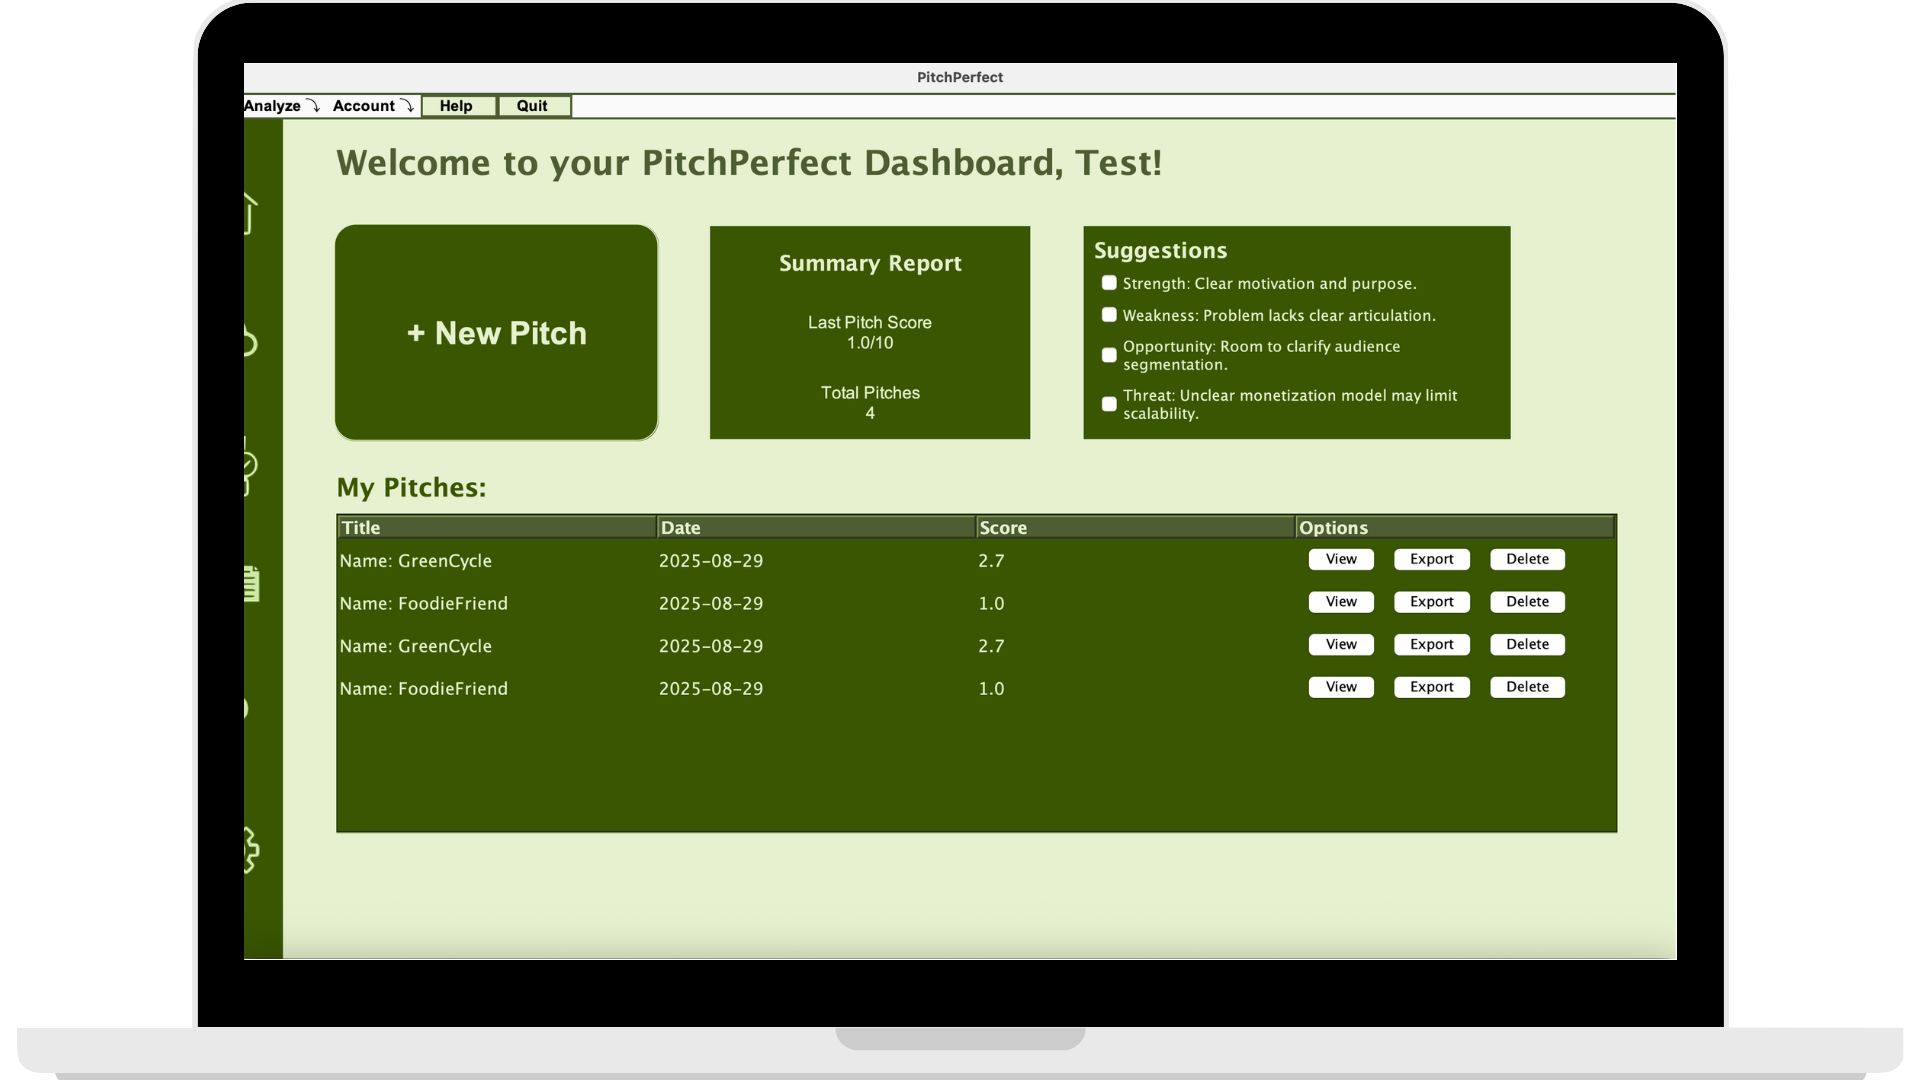 PitchPerfect
Analyze Account Help Quit
Welcome to your PitchPerfect Dashboard, Test!
+ New Pitch
Summary Report
Last Pitch Score
1.0/10
Total Pitches
4
Suggestions
Strength: Clear motivation and purpose.
Weakness: Problem lacks clear articulation.
Opportunity: Room to clarify audience
segmentation.
Threat: Unclear monetization model may limit
scalability.
My Pitches:
Title Date Score Options
Name: GreenCycle 2025-08-29 2.7 View Export Delete
Name: FoodieFriend 2025-08-29 1.0 View Export Delete
Name: GreenCycle 2025-08-29 2.7 View Export Delete
Name: FoodieFriend 2025-08-29 1.0 View Export Delete